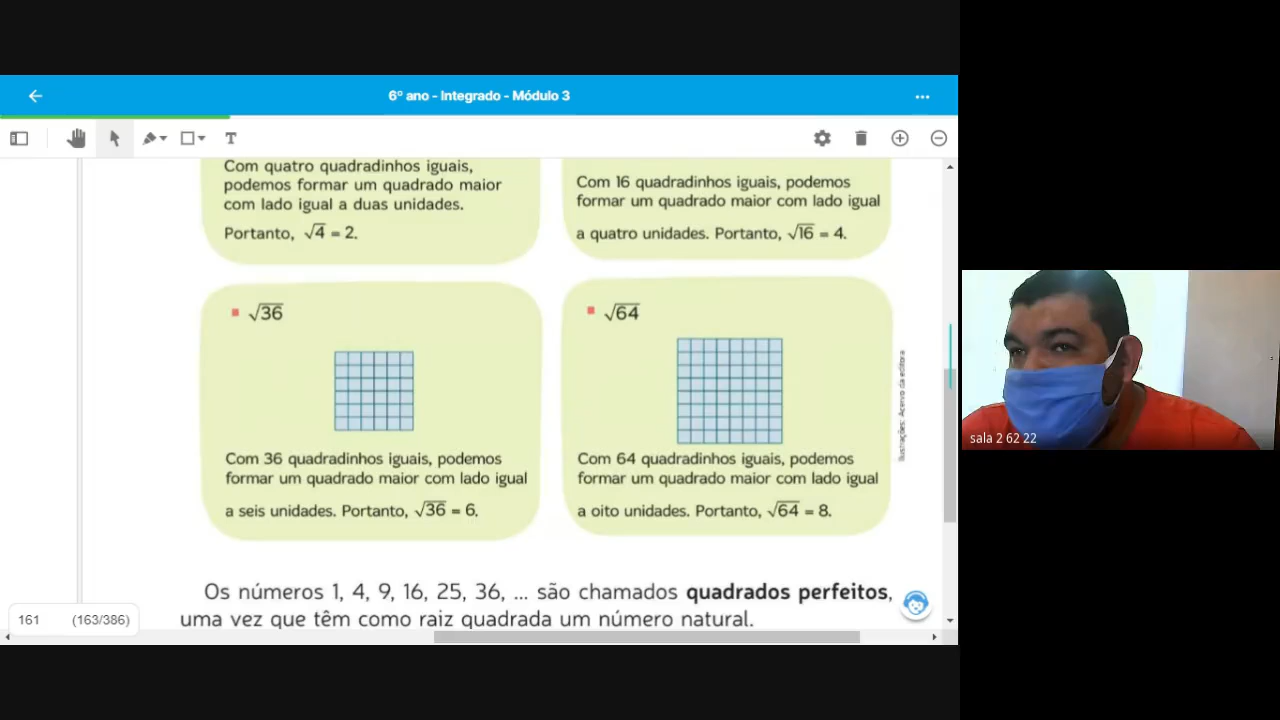 6º ano - Integrado - Módulo 3
T
Com quatro quadradinhos iguais,
podemos formar um quadrado maior
com lado igual a duas unidades.
Portanto, √4 = 2.
Com 16 quadradinhos iguais, podemos
formar um quadrado maior com lado igual
a quatro unidades. Portanto, √16 = 4.
√36
Com 36 quadradinhos iguais, podemos
formar um quadrado maior com lado igual
a seis unidades. Portanto, √36 = 6.
√64
Com 64 quadradinhos iguais, podemos
formar um quadrado maior com lado igual
a oito unidades. Portanto, √64 = 8.
Ilustrações: Acervo da editora
Os números 1, 4, 9, 16, 25, 36, ... são chamados quadrados perfeitos,
uma vez que têm como raiz quadrada um número natural.
161 (163/386)
sala 2 62 22